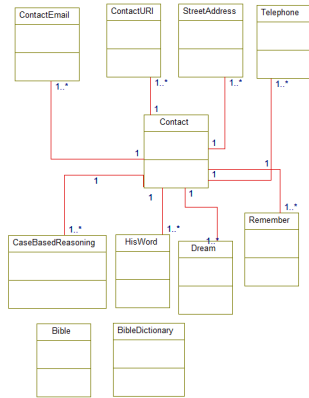 ContactEmail
ContactURI
StreetAddress
Telephone
1..*
1..*
1..*
1..*
1
Contact
1
1
1
1
1
1
1
1..*
1..*
1..*
1..*
CaseBasedReasoning
HisWord
Dream
Remember
Bible
BibleDictionary